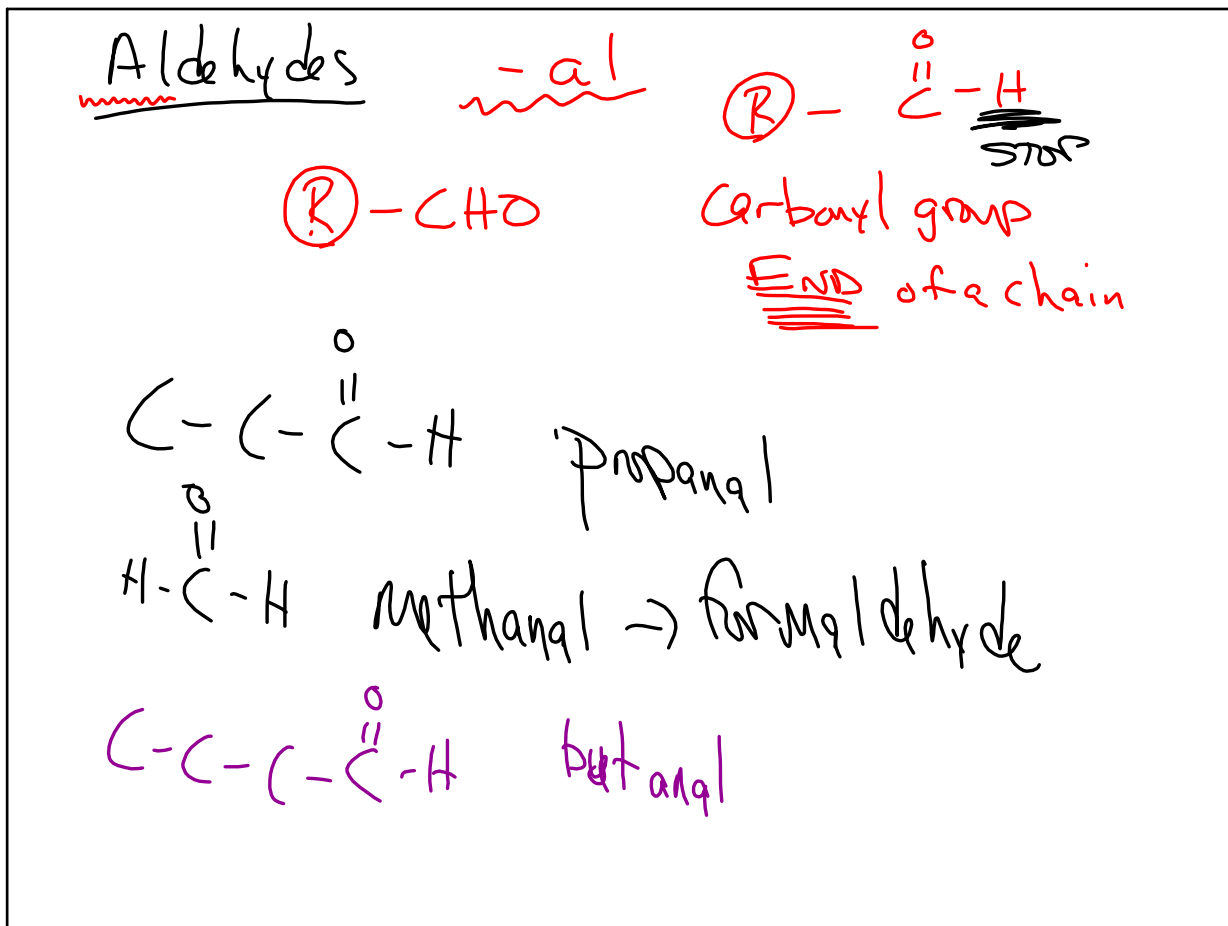 Aldehydes -al
O
||
R - C - H
STOP
R - CHO
Carbonyl group
END of a chain
O
||
C - C - C - H propanal
O
||
H - C - H methanal → formaldehyde
O
||
C - C - C - C - H butanal